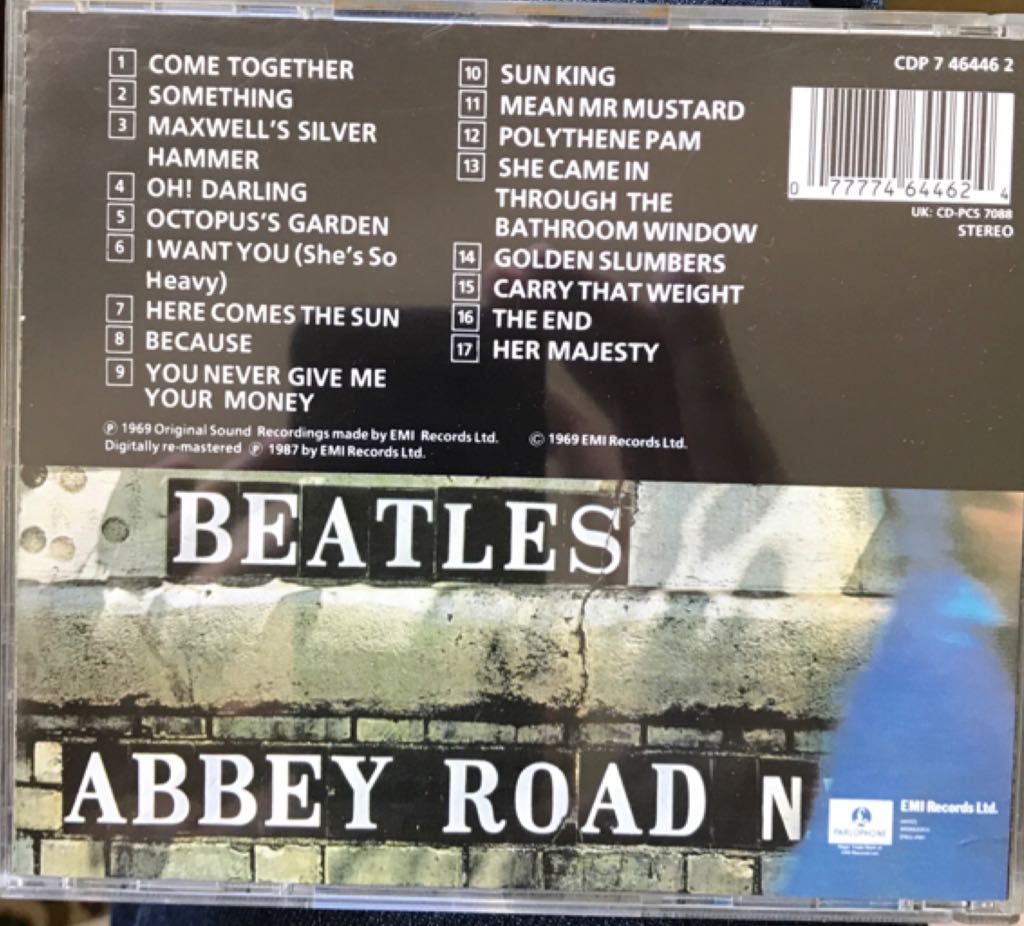 1 COME TOGETHER
2 SOMETHING
3 MAXWELL'S SILVER
HAMMER
4 OH! DARLING
5 OCTOPUS'S GARDEN
6 I WANT YOU (She's So
Heavy)
7 HERE COMES THE SUN
8 BECAUSE
9 YOU NEVER GIVE ME
YOUR MONEY
10 SUN KING
11 MEAN MR MUSTARD
12 POLYTHENE PAM
13 SHE CAME IN
THROUGH THE
BATHROOM WINDOW
14 GOLDEN SLUMBERS
15 CARRY THAT WEIGHT
16 THE END
17 HER MAJESTY
CDP 7 46446 2
0 77774 64462 4
UK: CD-PCS 7088
STEREO
℗ 1969 Original Sound Recordings made by EMI Records Ltd. © 1969 EMI Records Ltd.
Digitally re-mastered ℗ 1987 by EMI Records Ltd.
BEATLES
ABBEY ROAD N
PARLOPHONE
EMI Records Ltd.